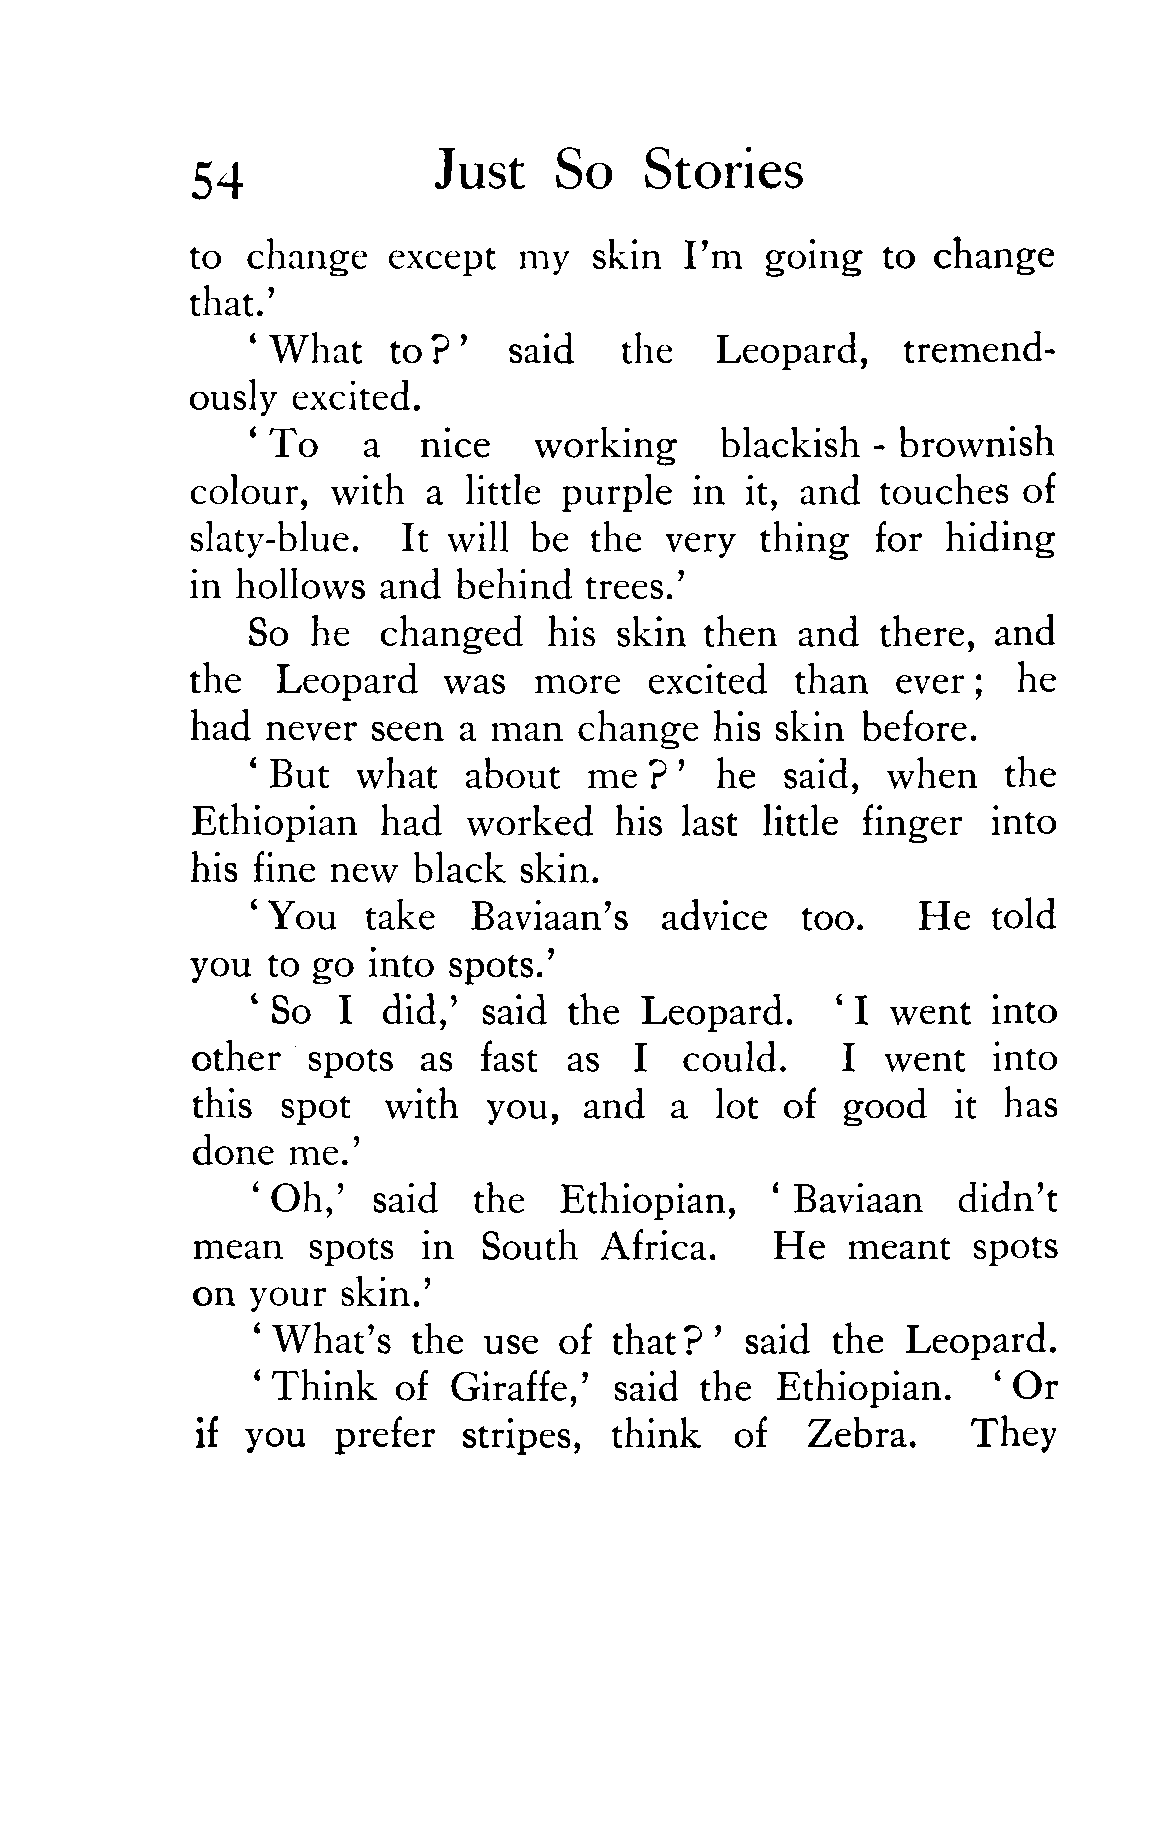 54 Just So Stories
to change except my skin I'm going to change
that.'
' What to? ' said the Leopard, tremend-
ously excited.
' To a nice working blackish - brownish
colour, with a little purple in it, and touches of
slaty-blue. It will be the very thing for hiding
in hollows and behind trees.'
So he changed his skin then and there, and
the Leopard was more excited than ever ; he
had never seen a man change his skin before.
' But what about me? ' he said, when the
Ethiopian had worked his last little finger into
his fine new black skin.
' You take Baviaan's advice too. He told
you to go into spots.'
' So I did,' said the Leopard. ' I went into
other spots as fast as I could. I went into
this spot with you, and a lot of good it has
done me.'
' Oh,' said the Ethiopian, ' Baviaan didn't
mean spots in South Africa. He meant spots
on your skin.'
' What's the use of that? ' said the Leopard.
' Think of Giraffe,' said the Ethiopian. ' Or
if you prefer stripes, think of Zebra. They